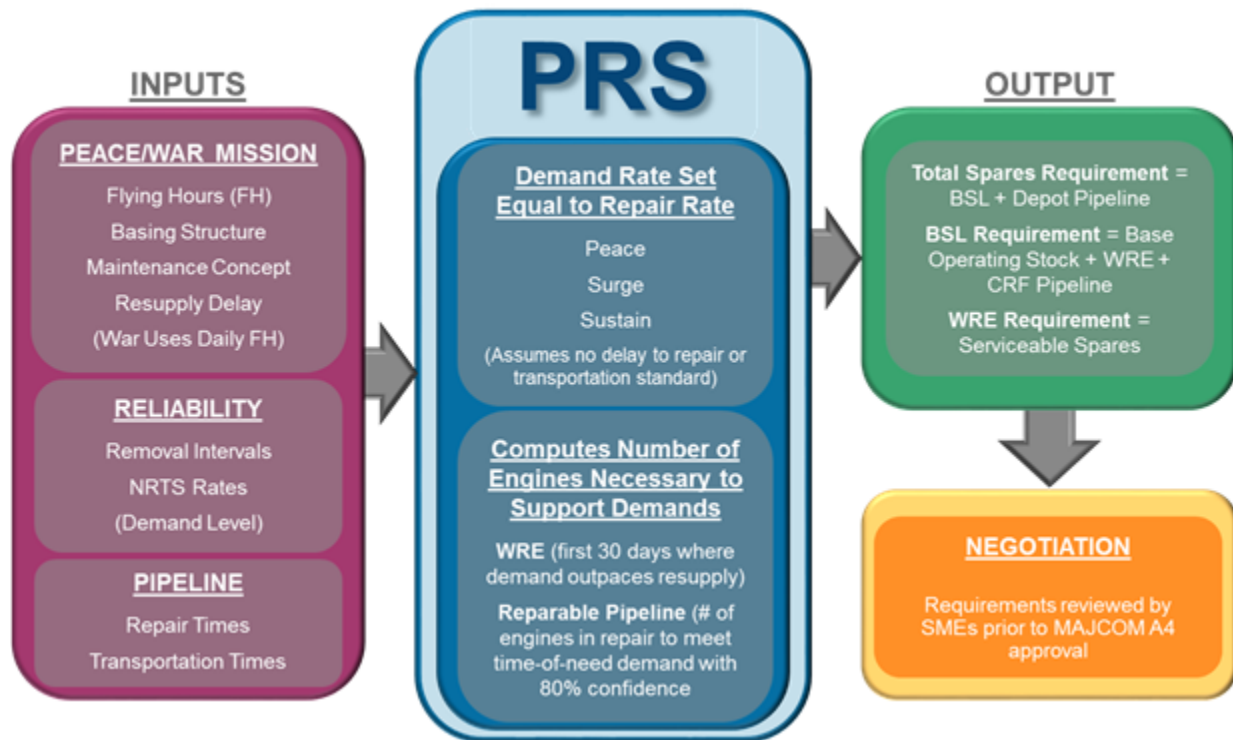 INPUTS
PEACE/WAR MISSION
Flying Hours (FH)
Basing Structure
Maintenance Concept
Resupply Delay
(War Uses Daily FH)
RELIABILITY
Removal Intervals
NRTS Rates
(Demand Level)
PIPELINE
Repair Times
Transportation Times
PRS
Demand Rate Set
Equal to Repair Rate
Peace
Surge
Sustain
(Assumes no delay to repair or
transportation standard)
Computes Number of
Engines Necessary to
Support Demands
WRE (first 30 days where
demand outpaces resupply)
Reparable Pipeline (# of
engines in repair to meet
time-of-need demand with
80% confidence
OUTPUT
Total Spares Requirement =
BSL + Depot Pipeline
BSL Requirement = Base
Operating Stock + WRE +
CRF Pipeline
WRE Requirement =
Serviceable Spares
NEGOTIATION
Requirements reviewed by
SMEs prior to MAJCOM A4
approval